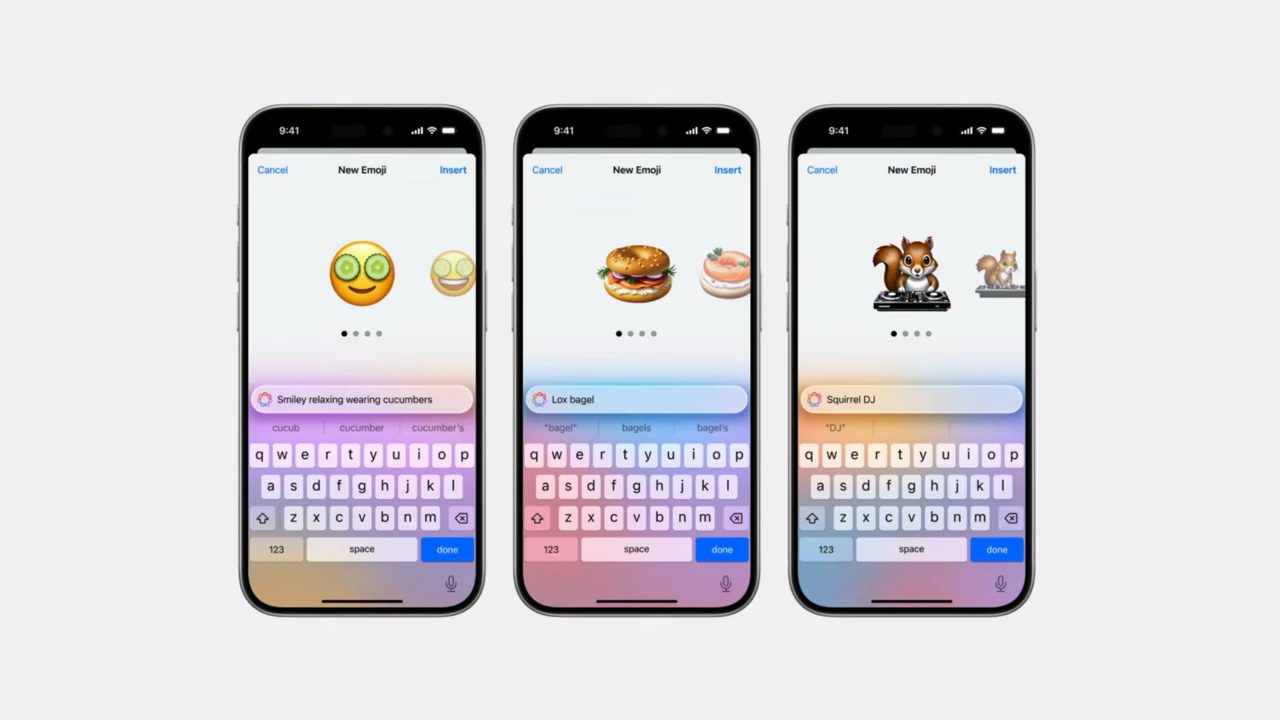 9:41
Cancel New Emoji Insert
Smiley relaxing wearing cucumbers
cucub cucumber cucumber's
q w e r t y u i o p
a s d f g h j k l
z x c v b n m
123 space done
9:41
Cancel New Emoji Insert
Lox bagel
"bagel" bagels bagel's
q w e r t y u i o p
a s d f g h j k l
z x c v b n m
123 space done
9:41
Cancel New Emoji Insert
Squirrel DJ
"DJ"
q w e r t y u i o p
a s d f g h j k l
z x c v b n m
123 space done